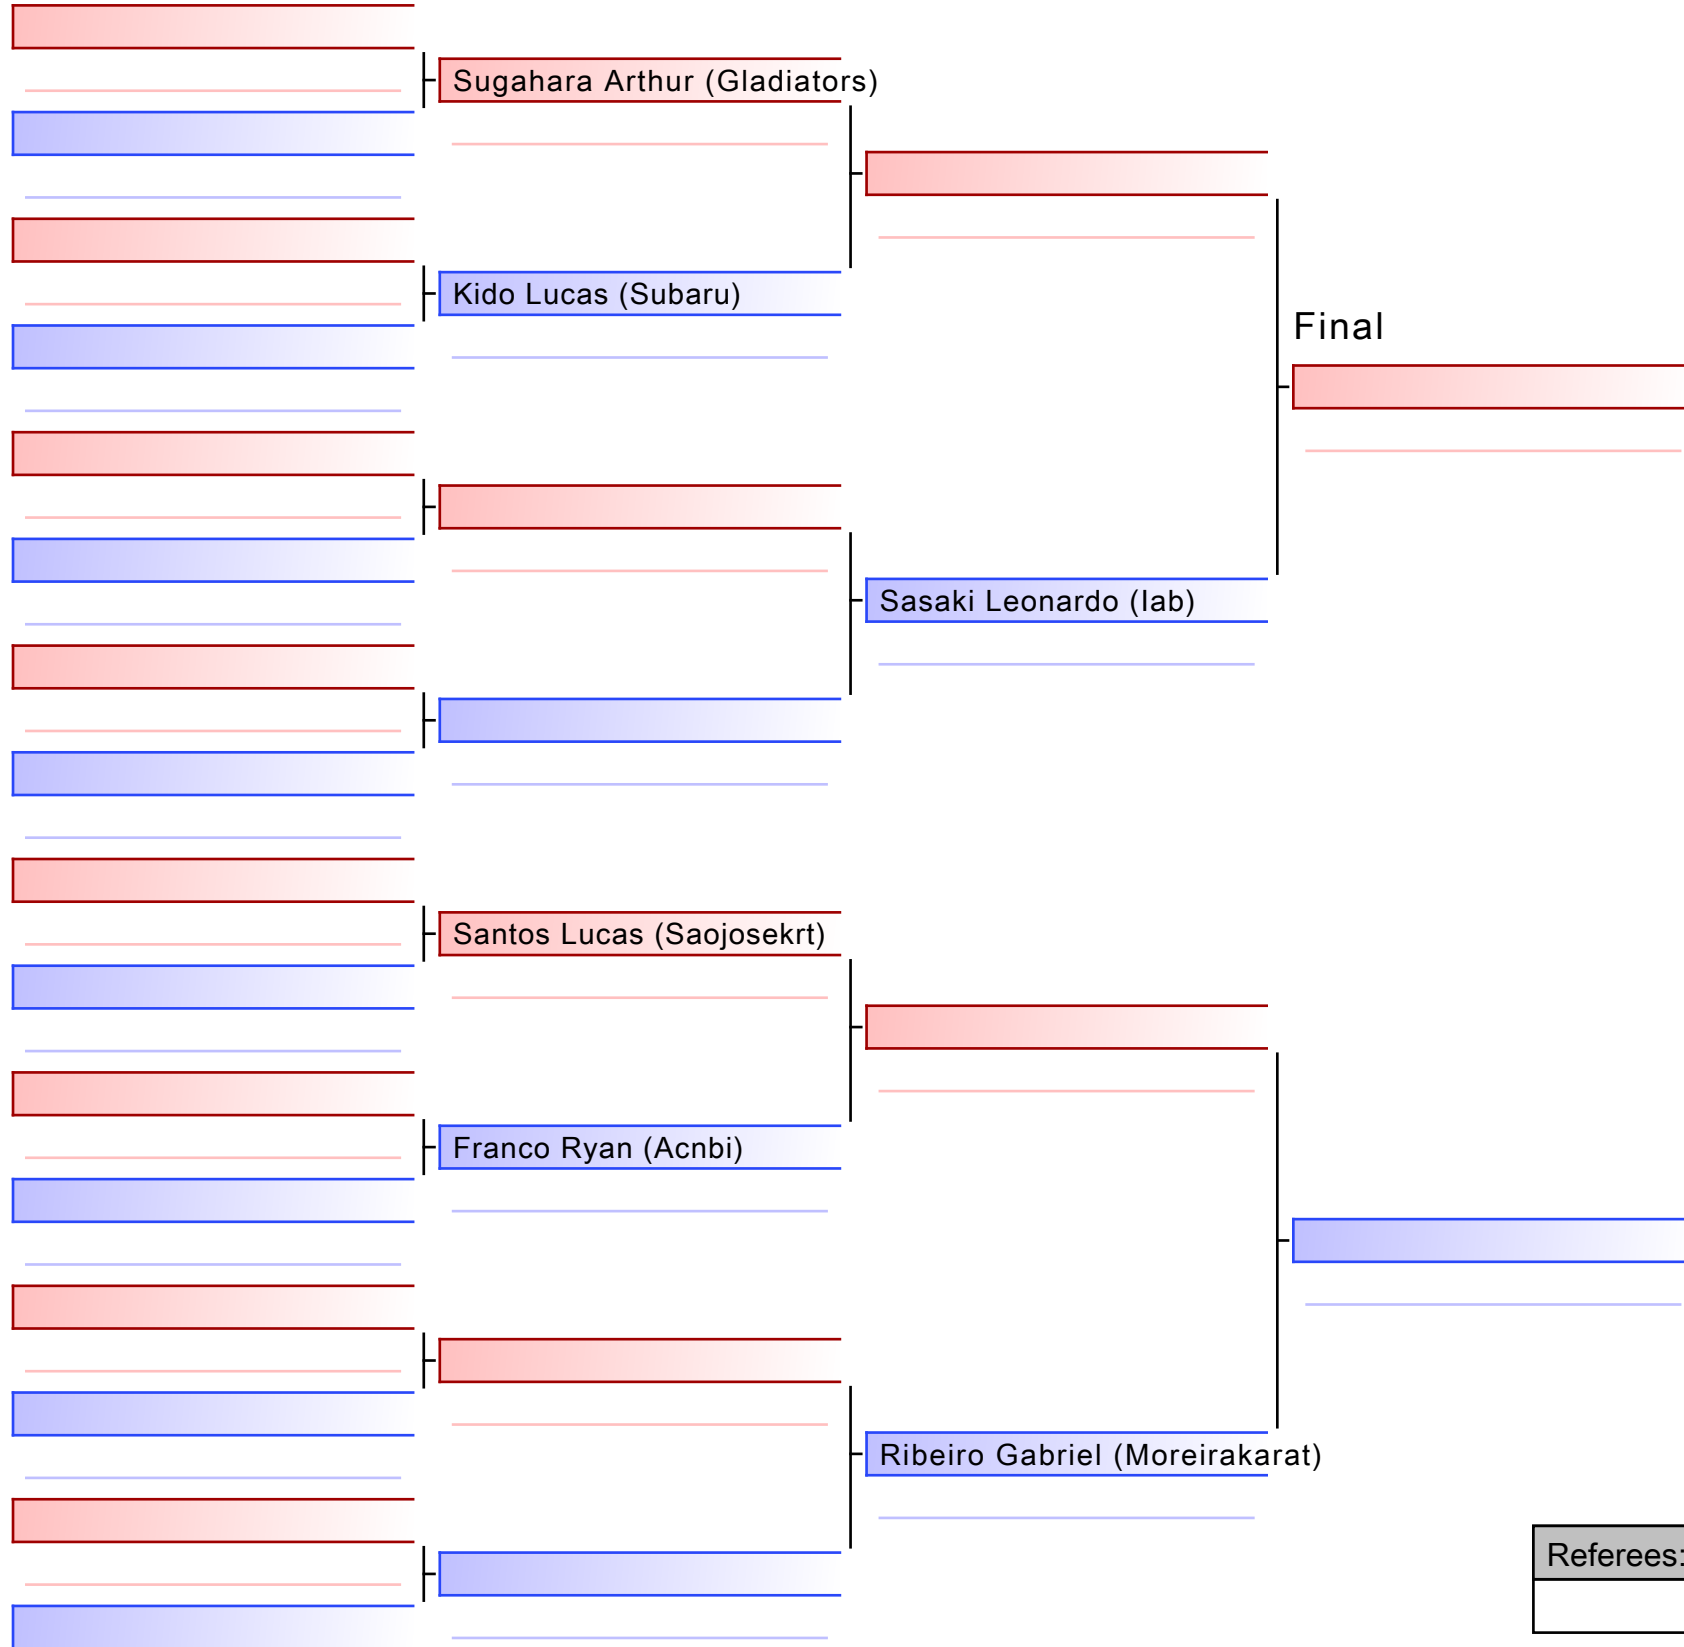 Sugahara Arthur (Gladiators)
Kido Lucas (Subaru)
Final
Sasaki Leonardo (Iab)
Santos Lucas (Saojosekrt)
Franco Ryan (Acnbi)
Ribeiro Gabriel (Moreirakarat)
Referees: